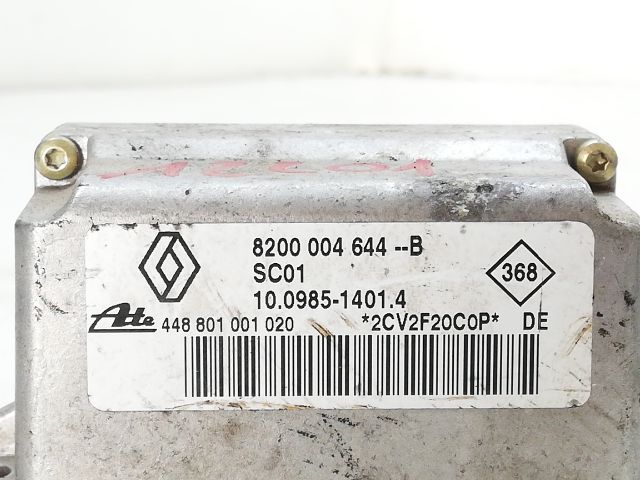 8200 004 644 --B
SC01
368
10.0985-1401.4
Ate 448 801 001 020 *2CV2F20C0P* DE